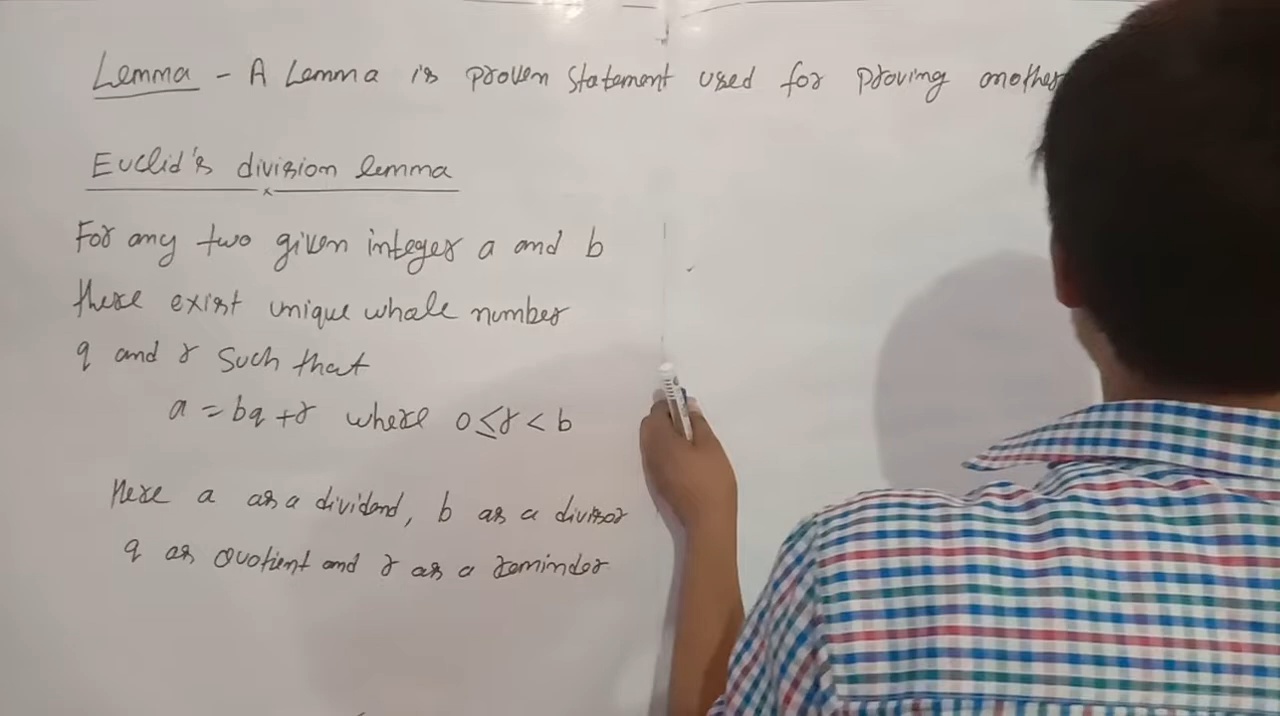 Lemma - A Lemma is proven statement used for proving another
Euclid's division lemma
For any two given integer a and b
there exist unique whole number
q and r such that
a = bq + r where 0 ≤ r < b
Here a as a dividend, b as a divisor
q as quotient and r as a reminder